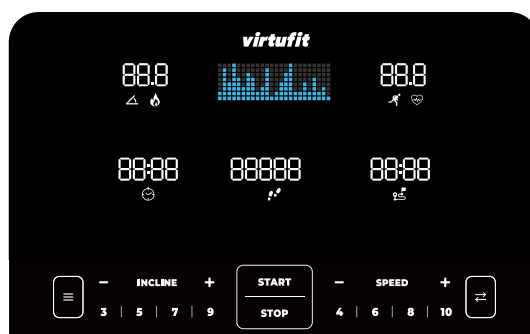 virtufit
88.8 88.8
88:88 88888 88:88
− INCLINE + START − SPEED +
3 | 5 | 7 | 9 STOP 4 | 6 | 8 | 10